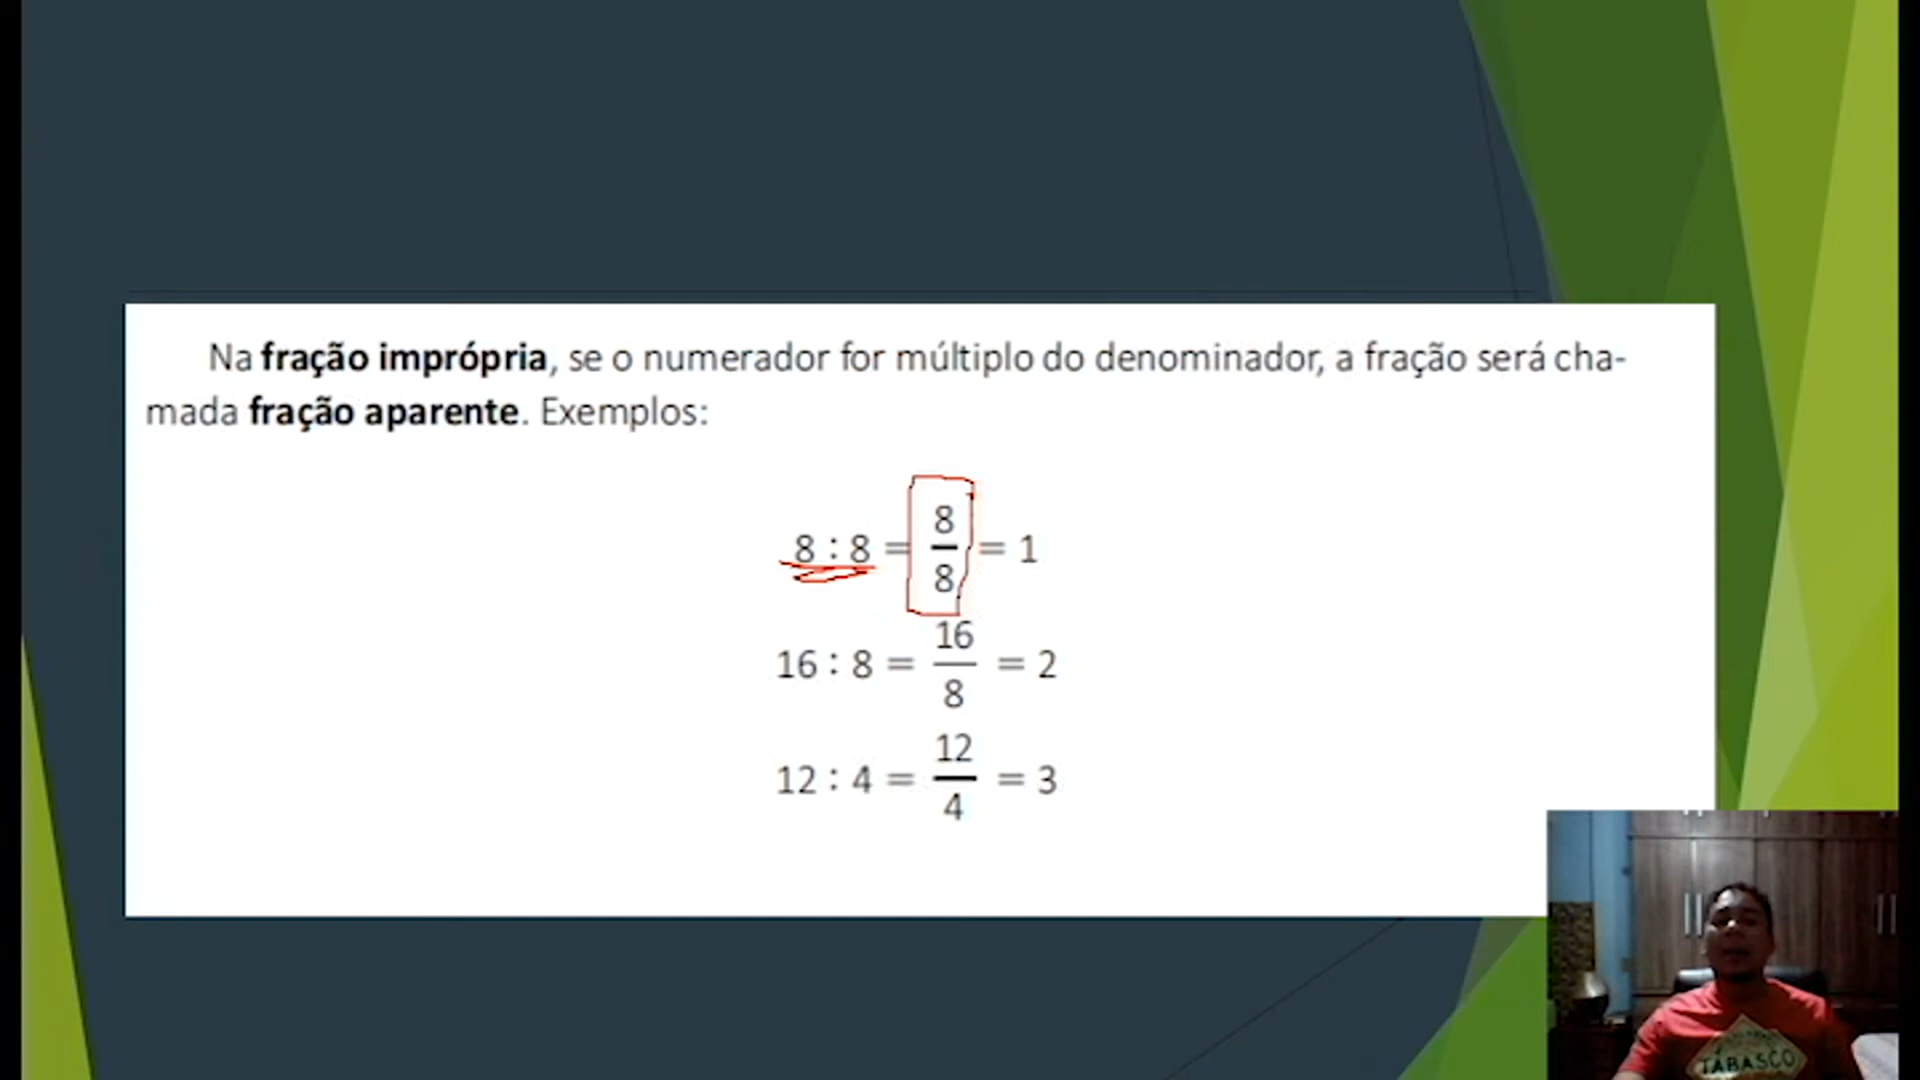 Na fração imprópria, se o numerador for múltiplo do denominador, a fração será cha-
mada fração aparente. Exemplos:
8 : 8 = 8/8 = 1
16 : 8 = 16/8 = 2
12 : 4 = 12/4 = 3
TABASCO